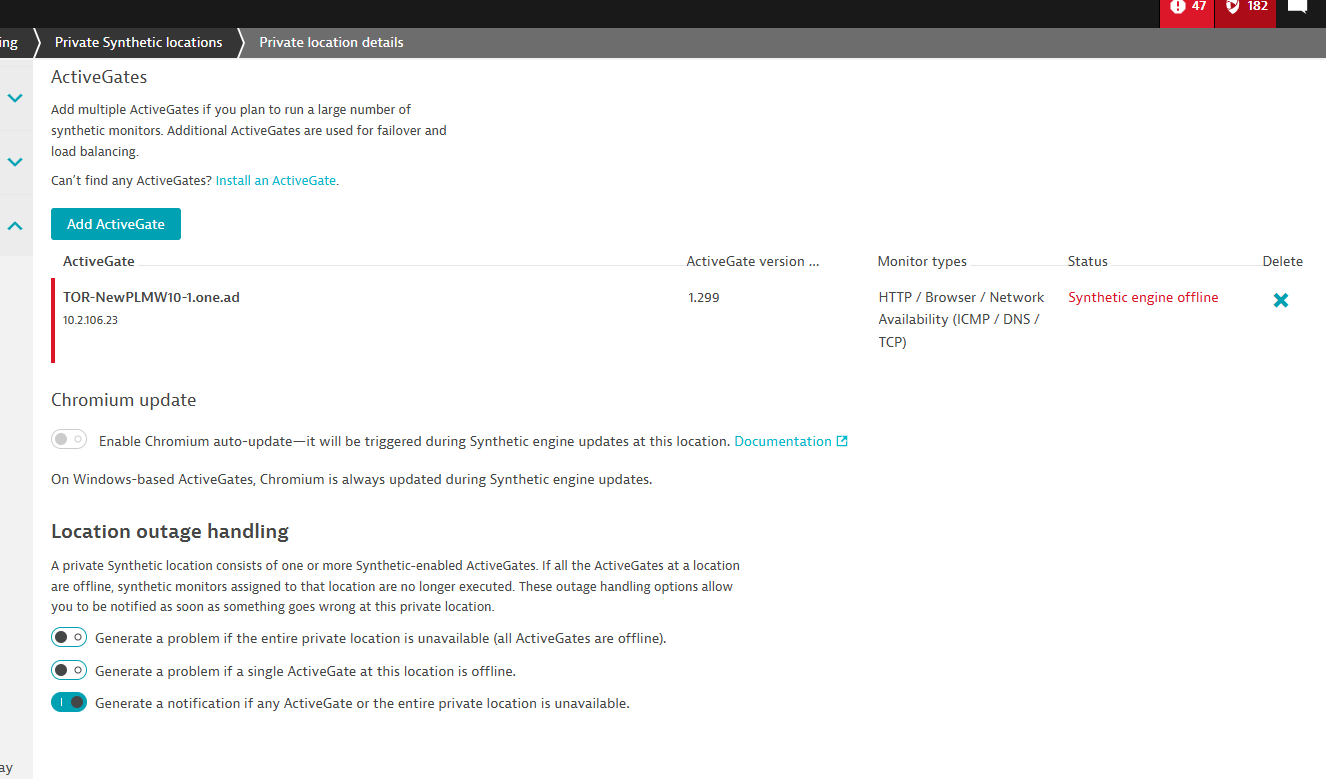 47
182
ing
Private Synthetic locations
Private location details
ActiveGates
Add multiple ActiveGates if you plan to run a large number of
synthetic monitors. Additional ActiveGates are used for failover and
load balancing.
Can't find any ActiveGates? Install an ActiveGate.
Add ActiveGate
ActiveGate
ActiveGate version ...
Monitor types
Status
Delete
TOR-NewPLMW10-1.one.ad
1.299
HTTP / Browser / Network
Synthetic engine offline
10.2.106.23
Availability (ICMP / DNS /
TCP)
Chromium update
Enable Chromium auto-update—it will be triggered during Synthetic engine updates at this location. Documentation
On Windows-based ActiveGates, Chromium is always updated during Synthetic engine updates.
Location outage handling
A private Synthetic location consists of one or more Synthetic-enabled ActiveGates. If all the ActiveGates at a location
are offline, synthetic monitors assigned to that location are no longer executed. These outage handling options allow
you to be notified as soon as something goes wrong at this private location.
Generate a problem if the entire private location is unavailable (all ActiveGates are offline).
Generate a problem if a single ActiveGate at this location is offline.
Generate a notification if any ActiveGate or the entire private location is unavailable.
ay